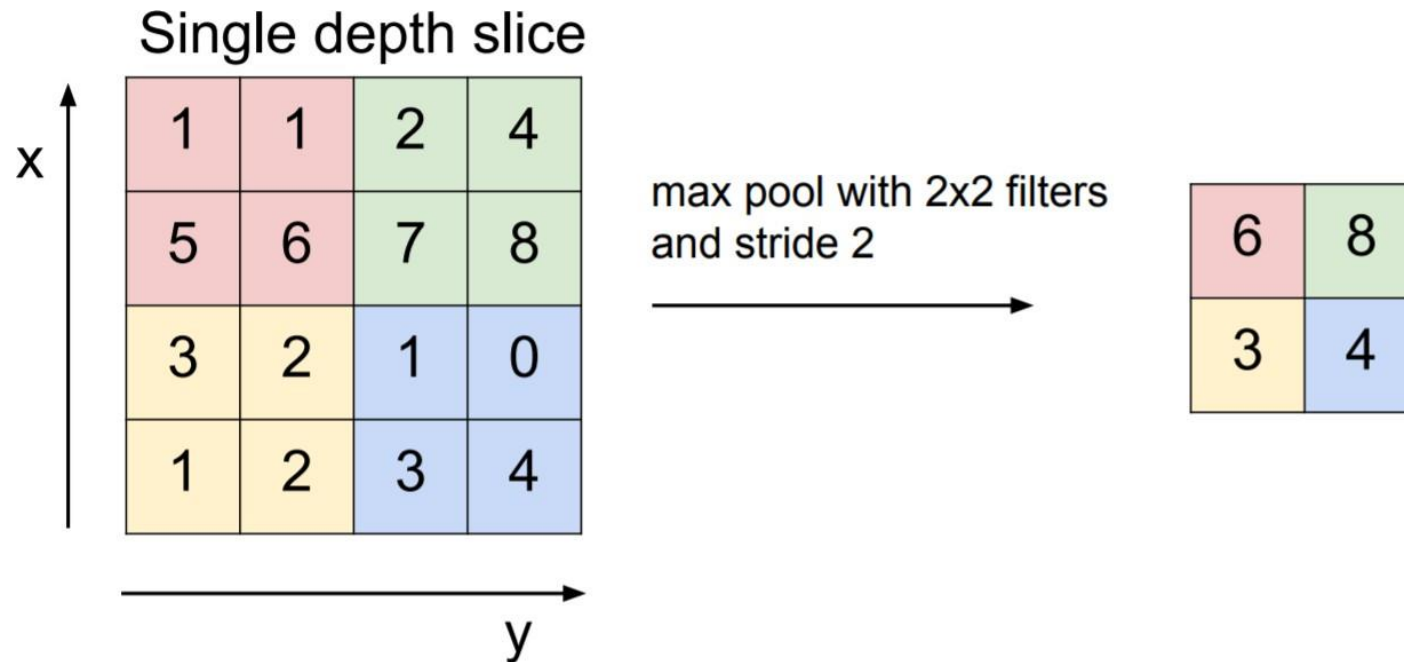 Single depth slice
x
1 1 2 4
5 6 7 8
3 2 1 0
1 2 3 4
y
max pool with 2x2 filters
and stride 2
6 8
3 4